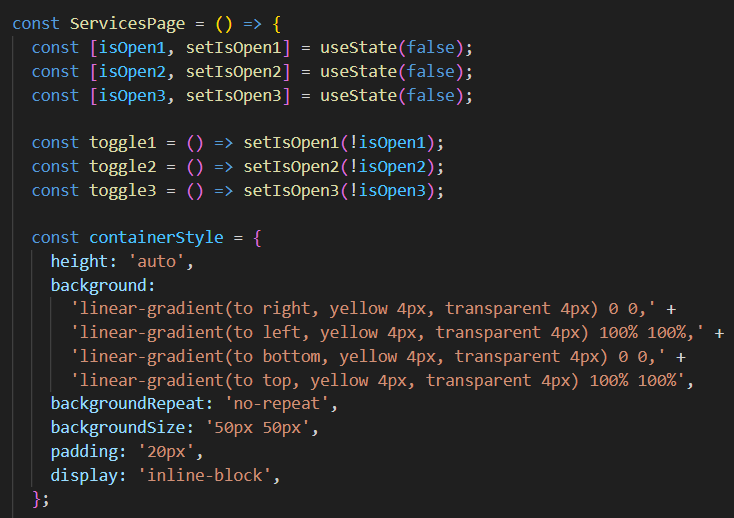 const ServicesPage = () => {
const [isOpen1, setIsOpen1] = useState(false);
const [isOpen2, setIsOpen2] = useState(false);
const [isOpen3, setIsOpen3] = useState(false);
const toggle1 = () => setIsOpen1(!isOpen1);
const toggle2 = () => setIsOpen2(!isOpen2);
const toggle3 = () => setIsOpen3(!isOpen3);
const containerStyle = {
height: 'auto',
background:
'linear-gradient(to right, yellow 4px, transparent 4px) 0 0,' +
'linear-gradient(to left, yellow 4px, transparent 4px) 100% 100%,' +
'linear-gradient(to bottom, yellow 4px, transparent 4px) 0 0,' +
'linear-gradient(to top, yellow 4px, transparent 4px) 100% 100%',
backgroundRepeat: 'no-repeat',
backgroundSize: '50px 50px',
padding: '20px',
display: 'inline-block',
};